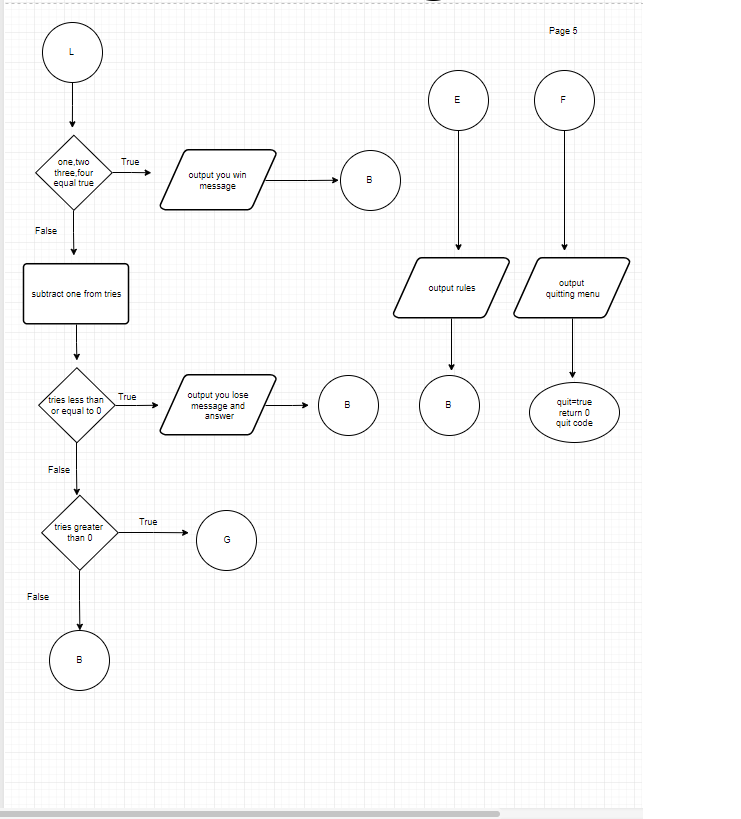 Page 5
L
E
F
one,two
three,four
equal true
True
output you win
message
B
False
subtract one from tries
output rules
output
quitting menu
tries less than
or equal to 0
True
output you lose
message and
answer
B
B
quit=true
return 0
quit code
False
tries greater
than 0
True
G
False
B